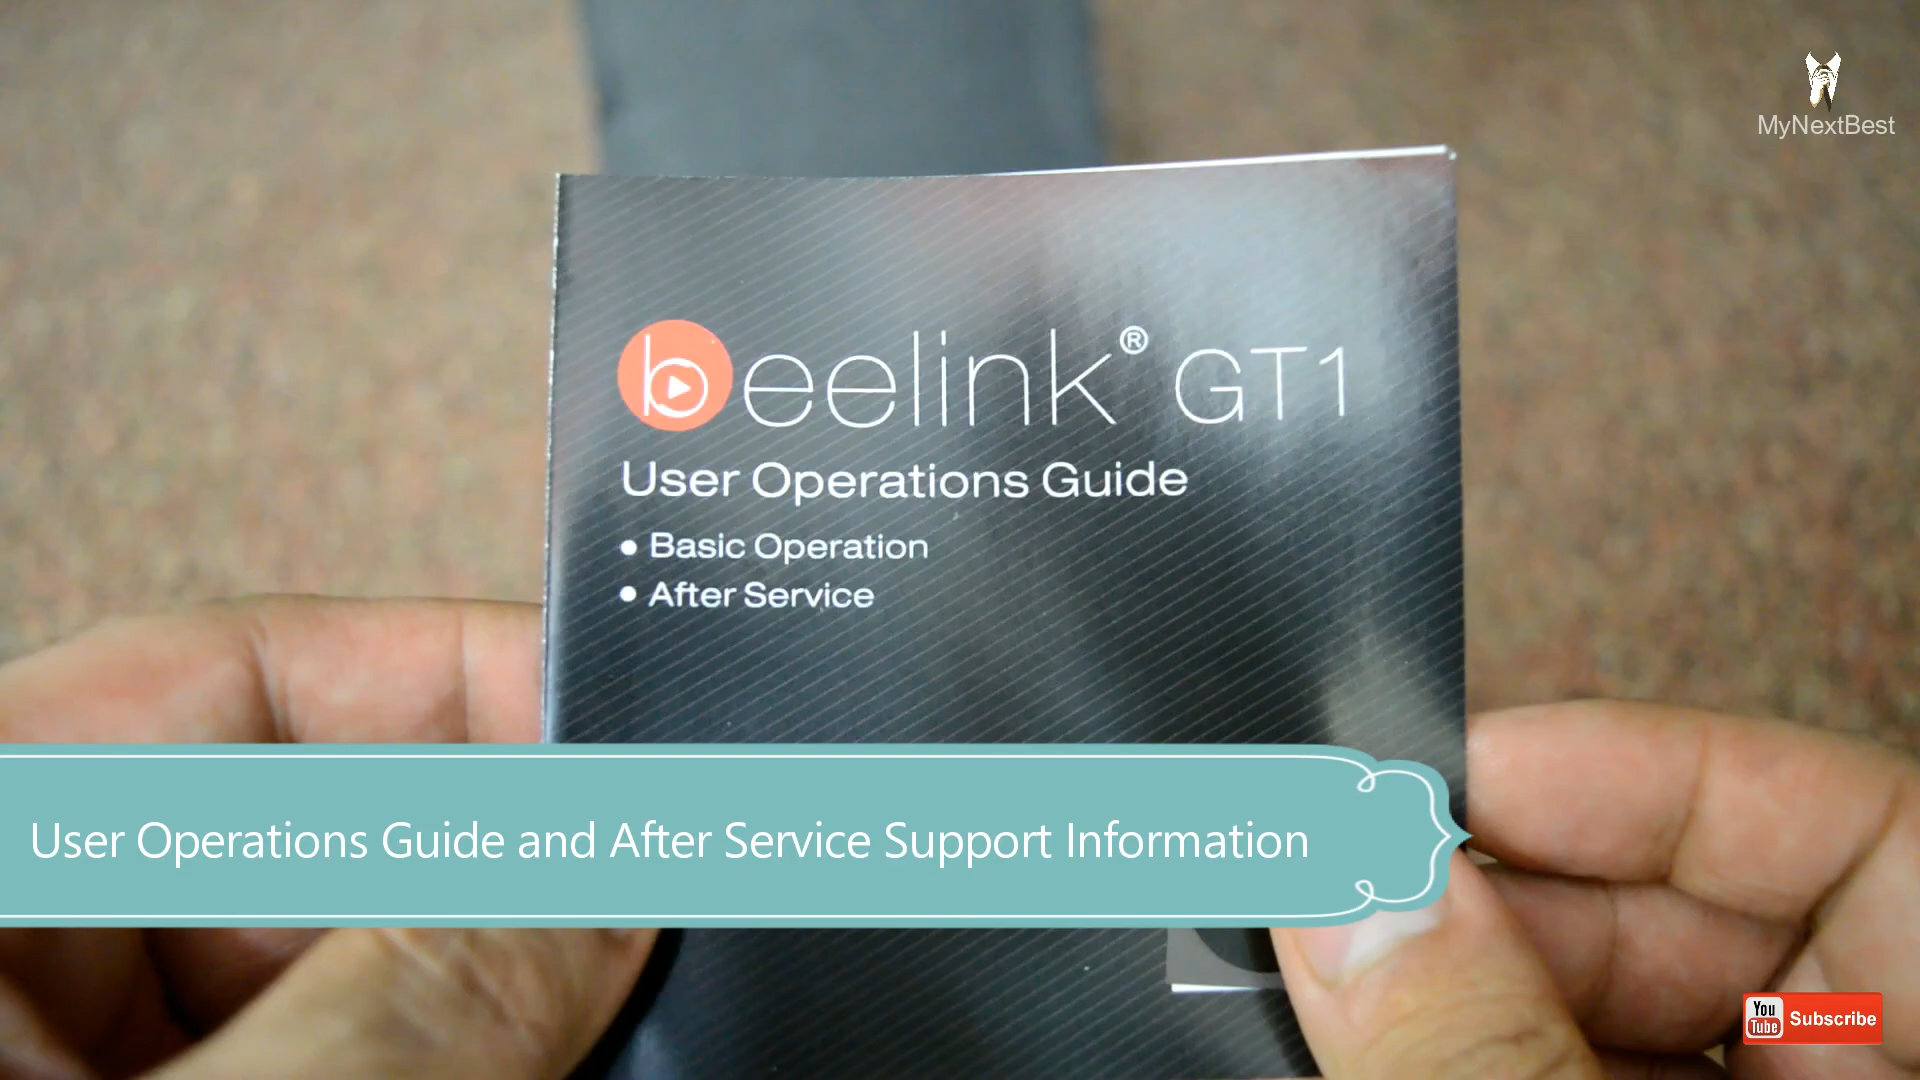 MyNextBest
beelink® GT1
User Operations Guide
• Basic Operation
• After Service
User Operations Guide and After Service Support Information
You Tube Subscribe